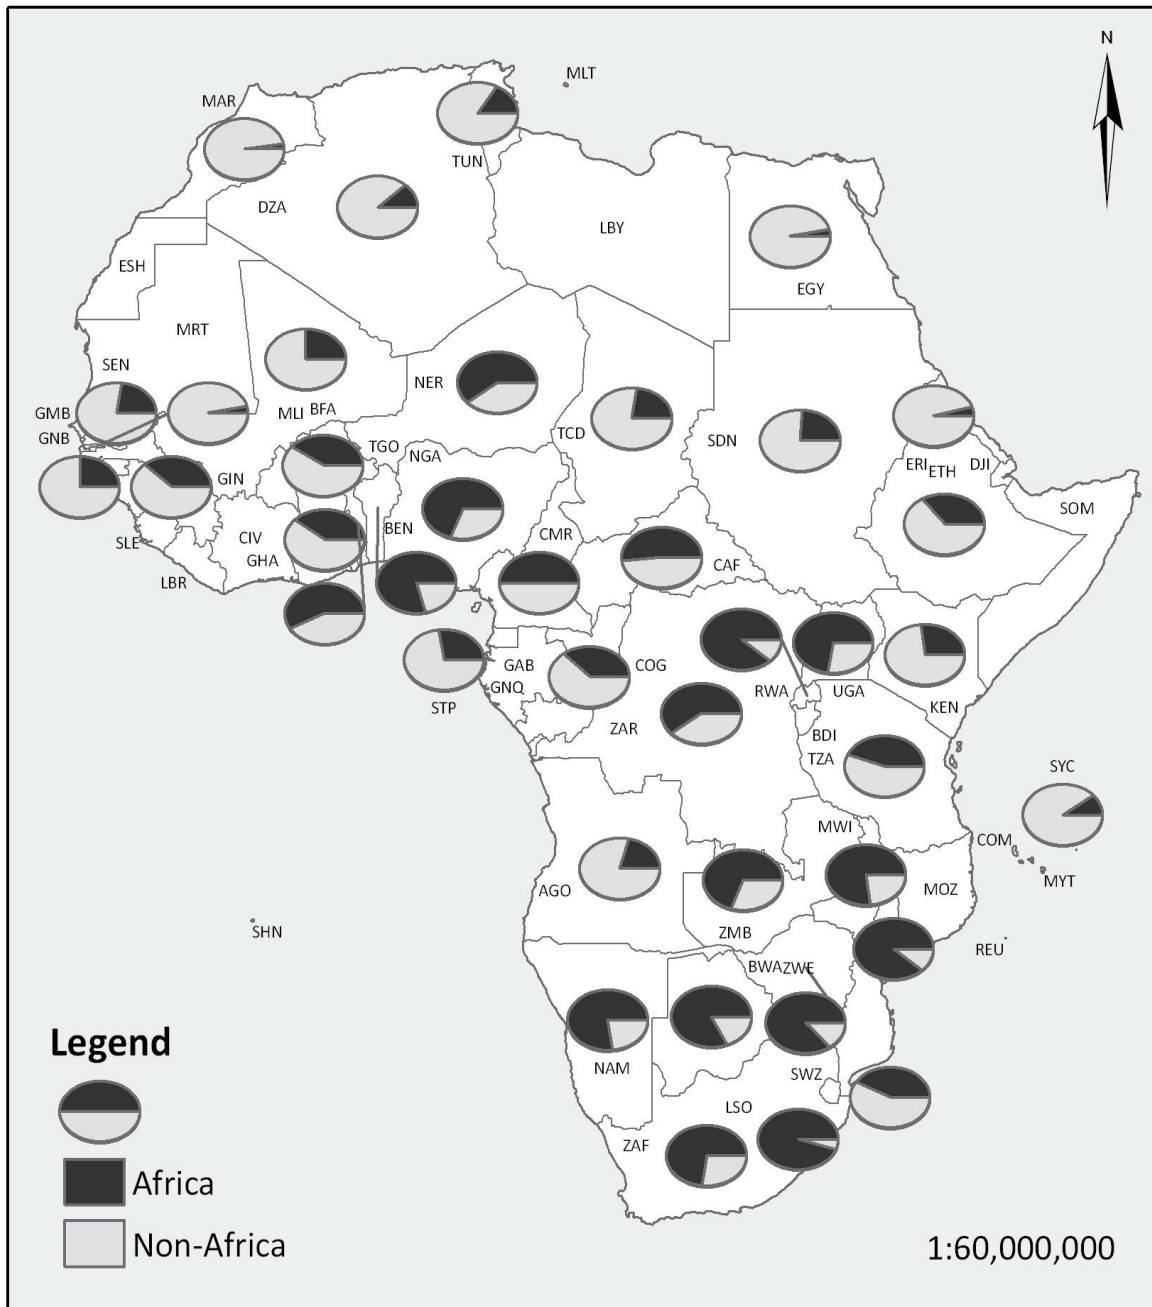 N
MLT
MAR
TUN
DZA
LBY
ESH
EGY
MRT
SEN
NER
GMB
MLI
BFA
GNB
TCD
SDN
TGO
NGA
ERI
ETH
DJI
GIN
SOM
BEN
SLE
CIV
CMR
GHA
CAF
LBR
GAB
COG
RWA
UGA
GNQ
KEN
STP
ZAR
BDI
TZA
SYC
MWI
COM
MYT
AGO
MOZ
SHN
ZMB
REU
BWA
ZWE
Legend
NAM
SWZ
LSO
ZAF
Africa
Non-Africa
1:60,000,000